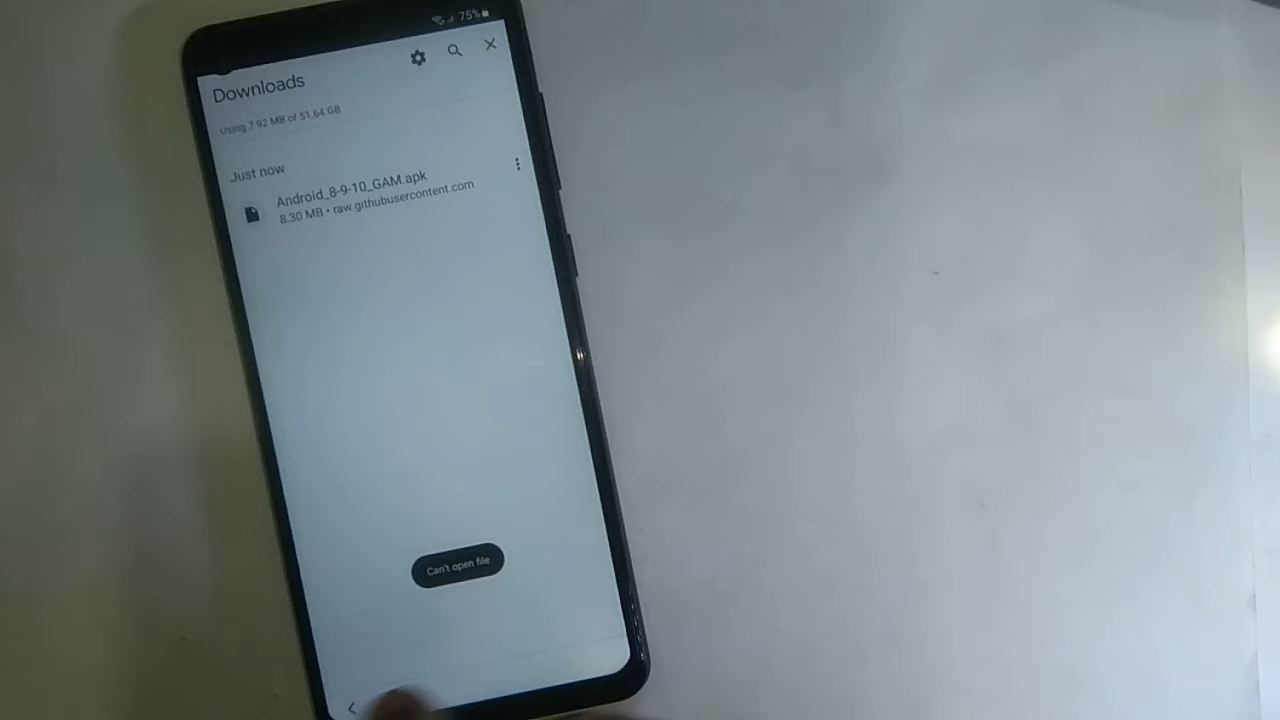 75%
Downloads
Using 7.92 MB of 51.64 GB
Just now
Android_8-9-10_GAM.apk
8.30 MB • raw.githubusercontent.com
Can't open file